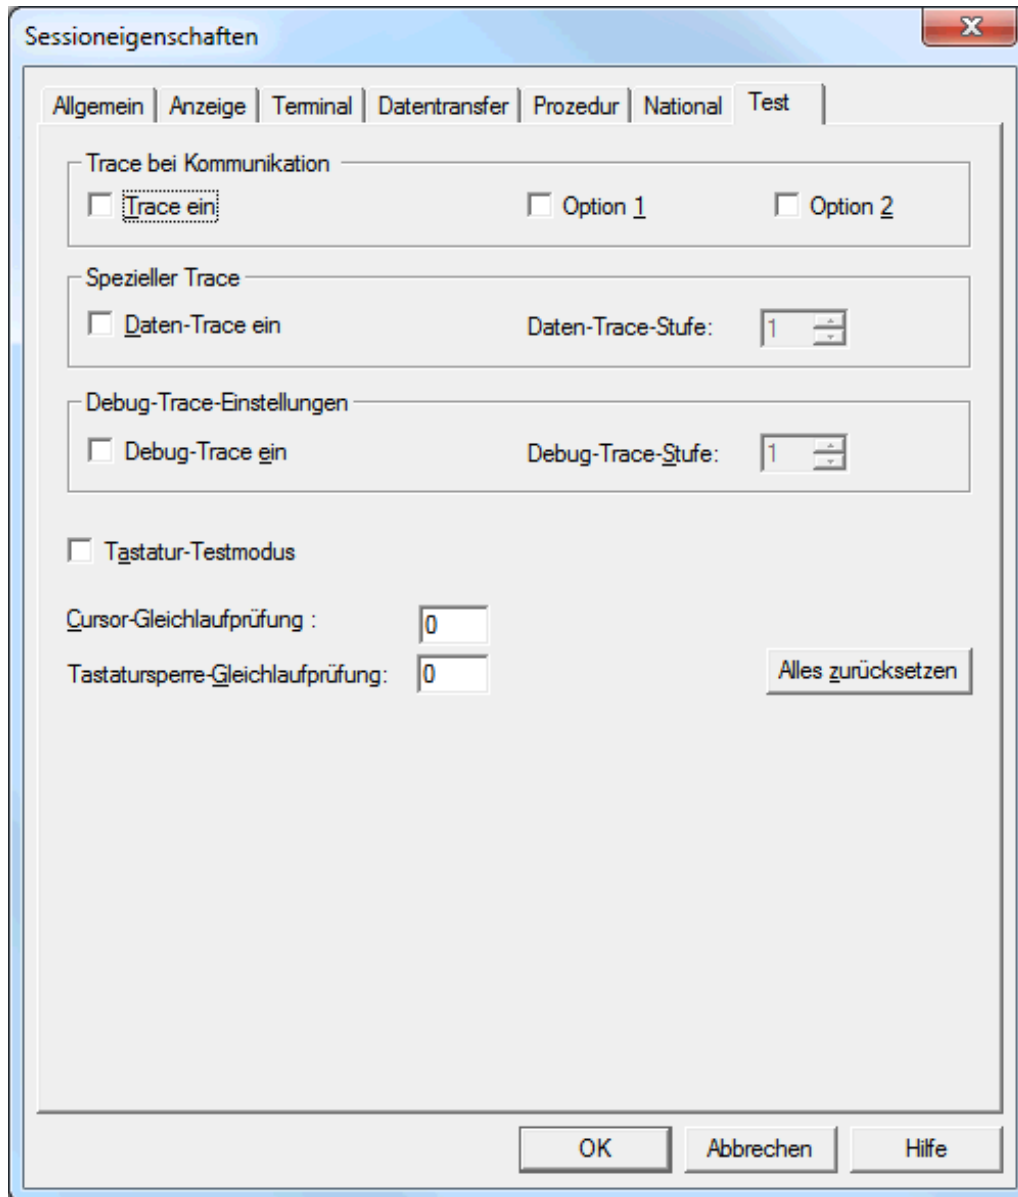 Sessioneigenschaften
Allgemein Anzeige Terminal Datentransfer Prozedur National Test
Trace bei Kommunikation
Trace ein Option 1 Option 2
Spezieller Trace
Daten-Trace ein Daten-Trace-Stufe: 1
Debug-Trace-Einstellungen
Debug-Trace ein Debug-Trace-Stufe: 1
Tastatur-Testmodus
Cursor-Gleichlaufprüfung : 0
Tastatursperre-Gleichlaufprüfung: 0 Alles zurücksetzen
OK Abbrechen Hilfe